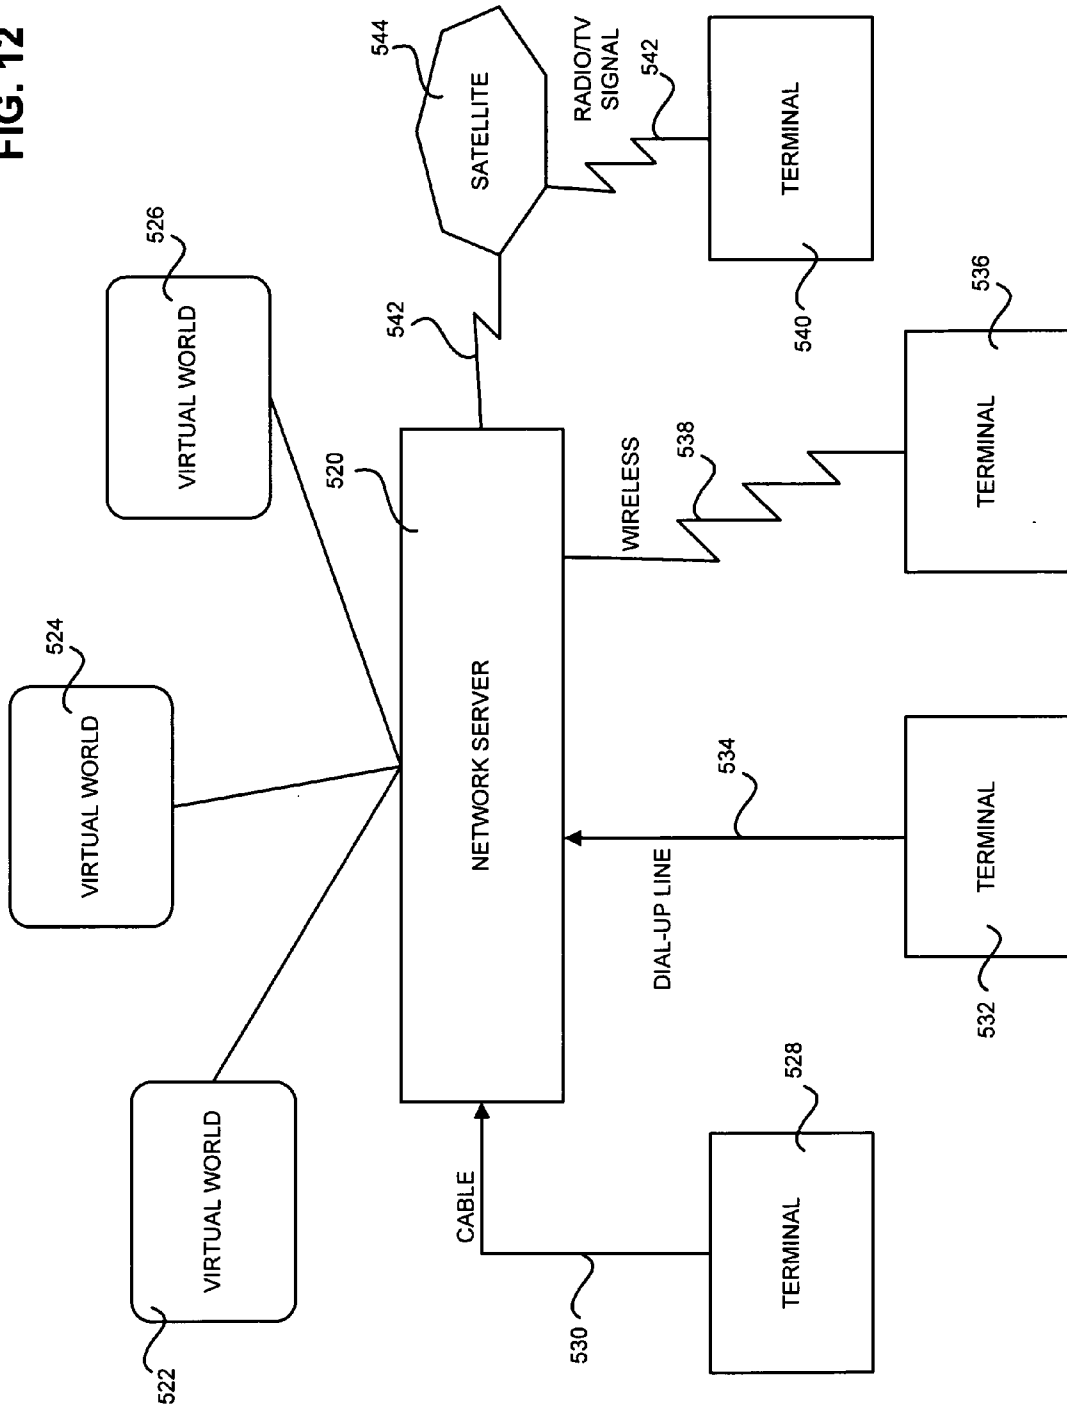 FIG. 12
VIRTUAL WORLD
522
VIRTUAL WORLD
524
VIRTUAL WORLD
526
NETWORK SERVER
520
542
SATELLITE
544
RADIO/TV
SIGNAL
542
CABLE
530
DIAL-UP LINE
534
WIRELESS
538
TERMINAL
528
TERMINAL
532
TERMINAL
536
TERMINAL
540